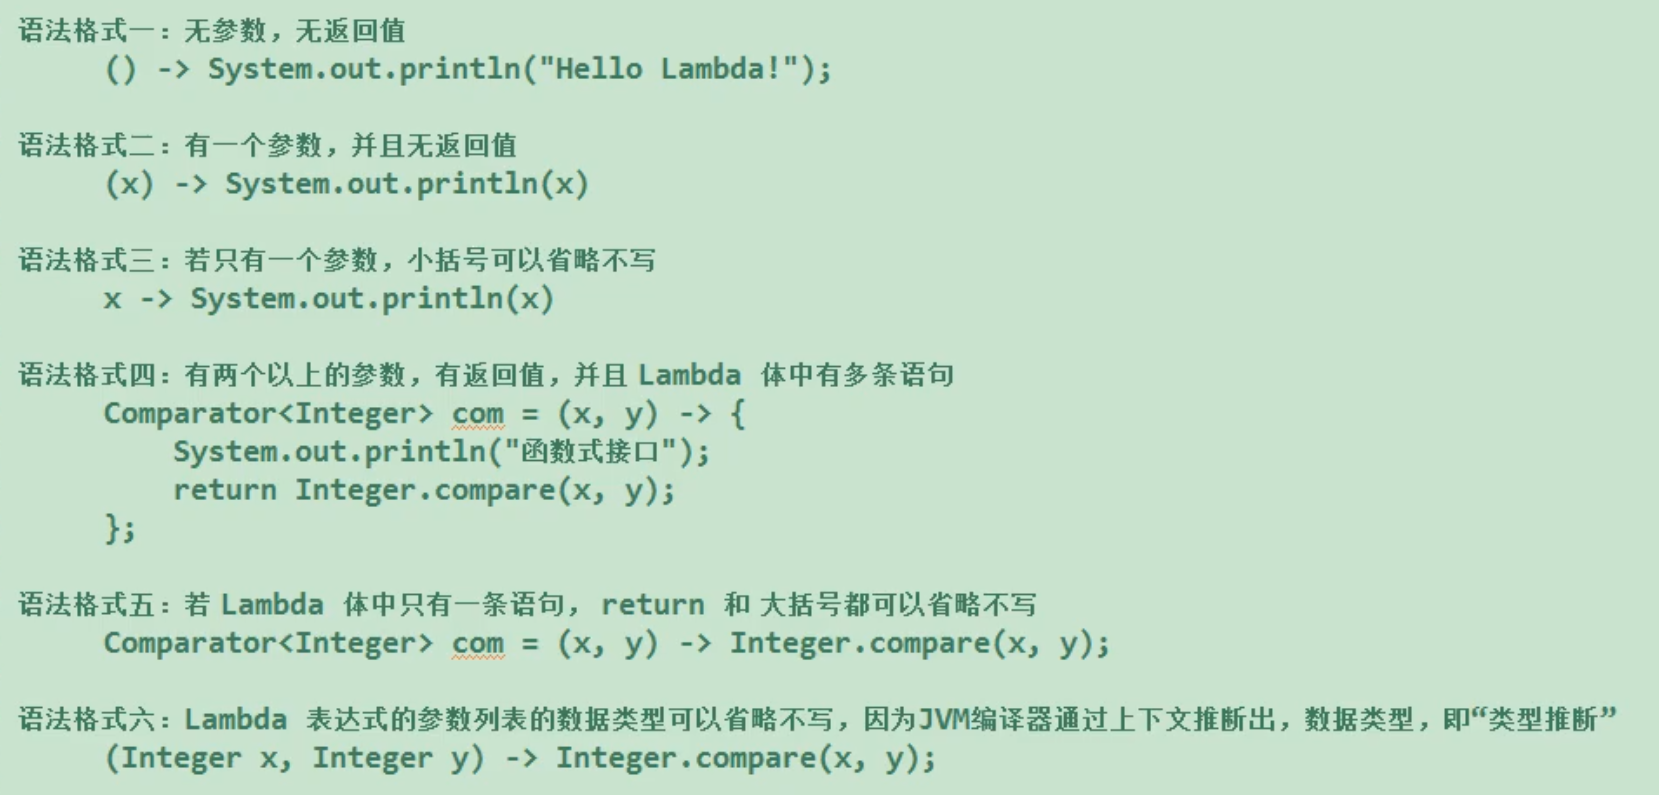 语法格式一：无参数，无返回值
() -> System.out.println("Hello Lambda!");
语法格式二：有一个参数，并且无返回值
(x) -> System.out.println(x)
语法格式三：若只有一个参数，小括号可以省略不写
x -> System.out.println(x)
语法格式四：有两个以上的参数，有返回值，并且 Lambda 体中有多条语句
Comparator<Integer> com = (x, y) -> {
System.out.println("函数式接口");
return Integer.compare(x, y);
};
语法格式五：若 Lambda 体中只有一条语句， return 和 大括号都可以省略不写
Comparator<Integer> com = (x, y) -> Integer.compare(x, y);
语法格式六：Lambda 表达式的参数列表的数据类型可以省略不写，因为JVM编译器通过上下文推断出，数据类型，即“类型推断”
(Integer x, Integer y) -> Integer.compare(x, y);